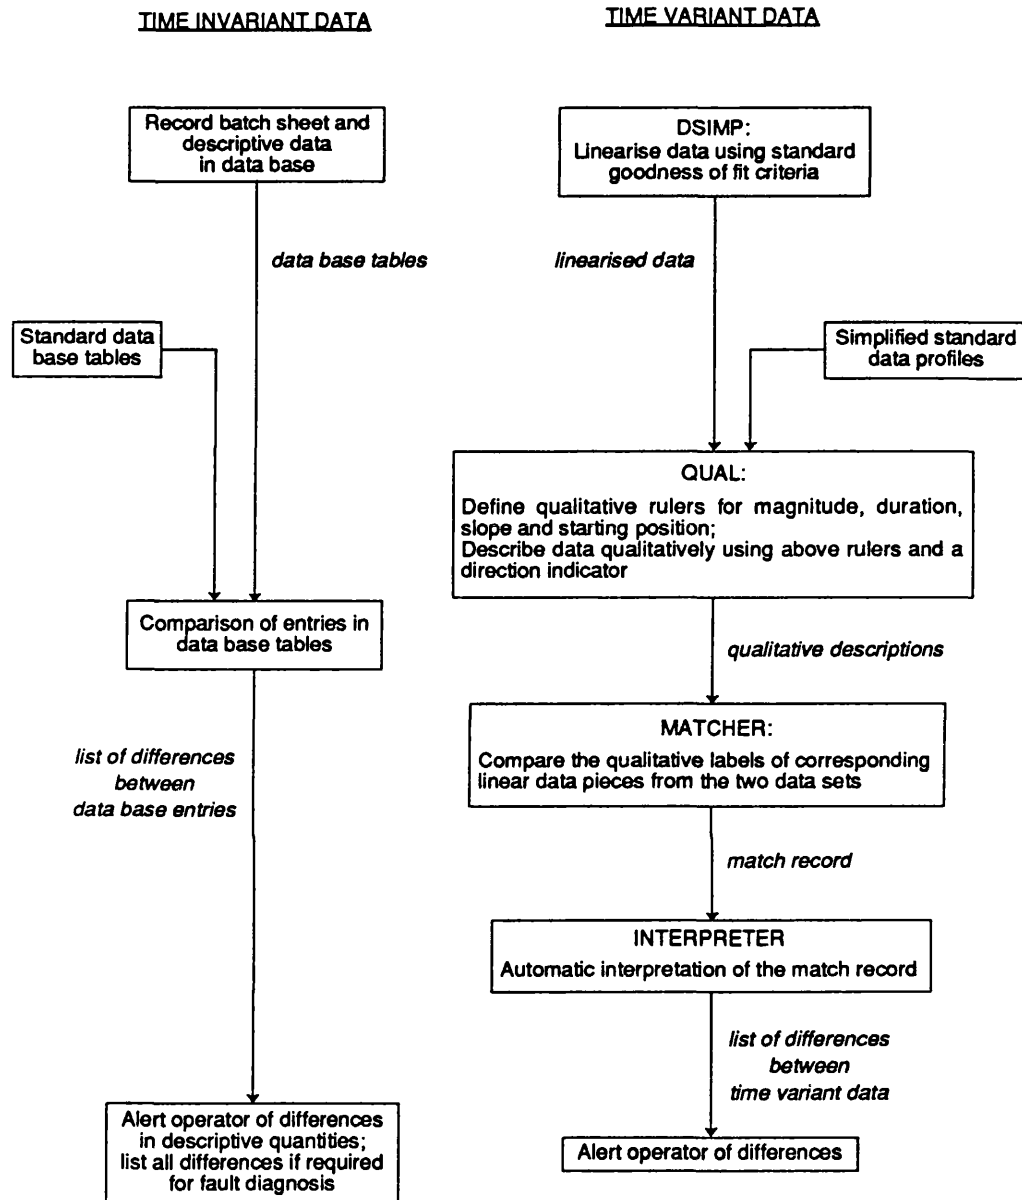 TIME INVARIANT DATA
Record batch sheet and
descriptive data
in data base
data base tables
Standard data
base tables
Comparison of entries in
data base tables
list of differences
between
data base entries
Alert operator of differences
in descriptive quantities;
list all differences if required
for fault diagnosis
TIME VARIANT DATA
DSIMP:
Linearise data using standard
goodness of fit criteria
linearised data
Simplified standard
data profiles
QUAL:
Define qualitative rulers for magnitude, duration,
slope and starting position;
Describe data qualitatively using above rulers and a
direction indicator
qualitative descriptions
MATCHER:
Compare the qualitative labels of corresponding
linear data pieces from the two data sets
match record
INTERPRETER
Automatic interpretation of the match record
list of differences
between
time variant data
Alert operator of differences